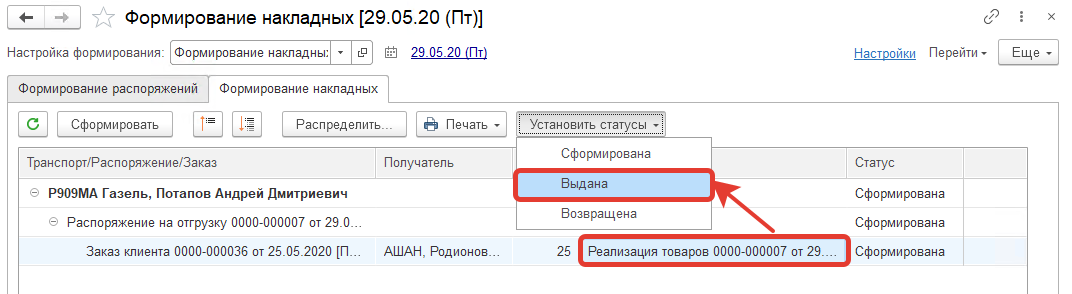 Формирование накладных [29.05.20 (Пт)]
Настройка формирования: Формирование накладных 29.05.20 (Пт) Настройки Перейти Еще
Формирование распоряжений Формирование накладных
Сформировать Распределить... Печать Установить статусы
Сформирована
Выдана
Возвращена
Транспорт/Распоряжение/Заказ Получатель Статус
Р909МА Газель, Потапов Андрей Дмитриевич Сформирована
Распоряжение на отгрузку 0000-000007 от 29.0... Сформирована
Заказ клиента 0000-000036 от 25.05.2020 [П... АШАН, Родионов... 25 Реализация товаров 0000-000007 от 29.... Сформирована